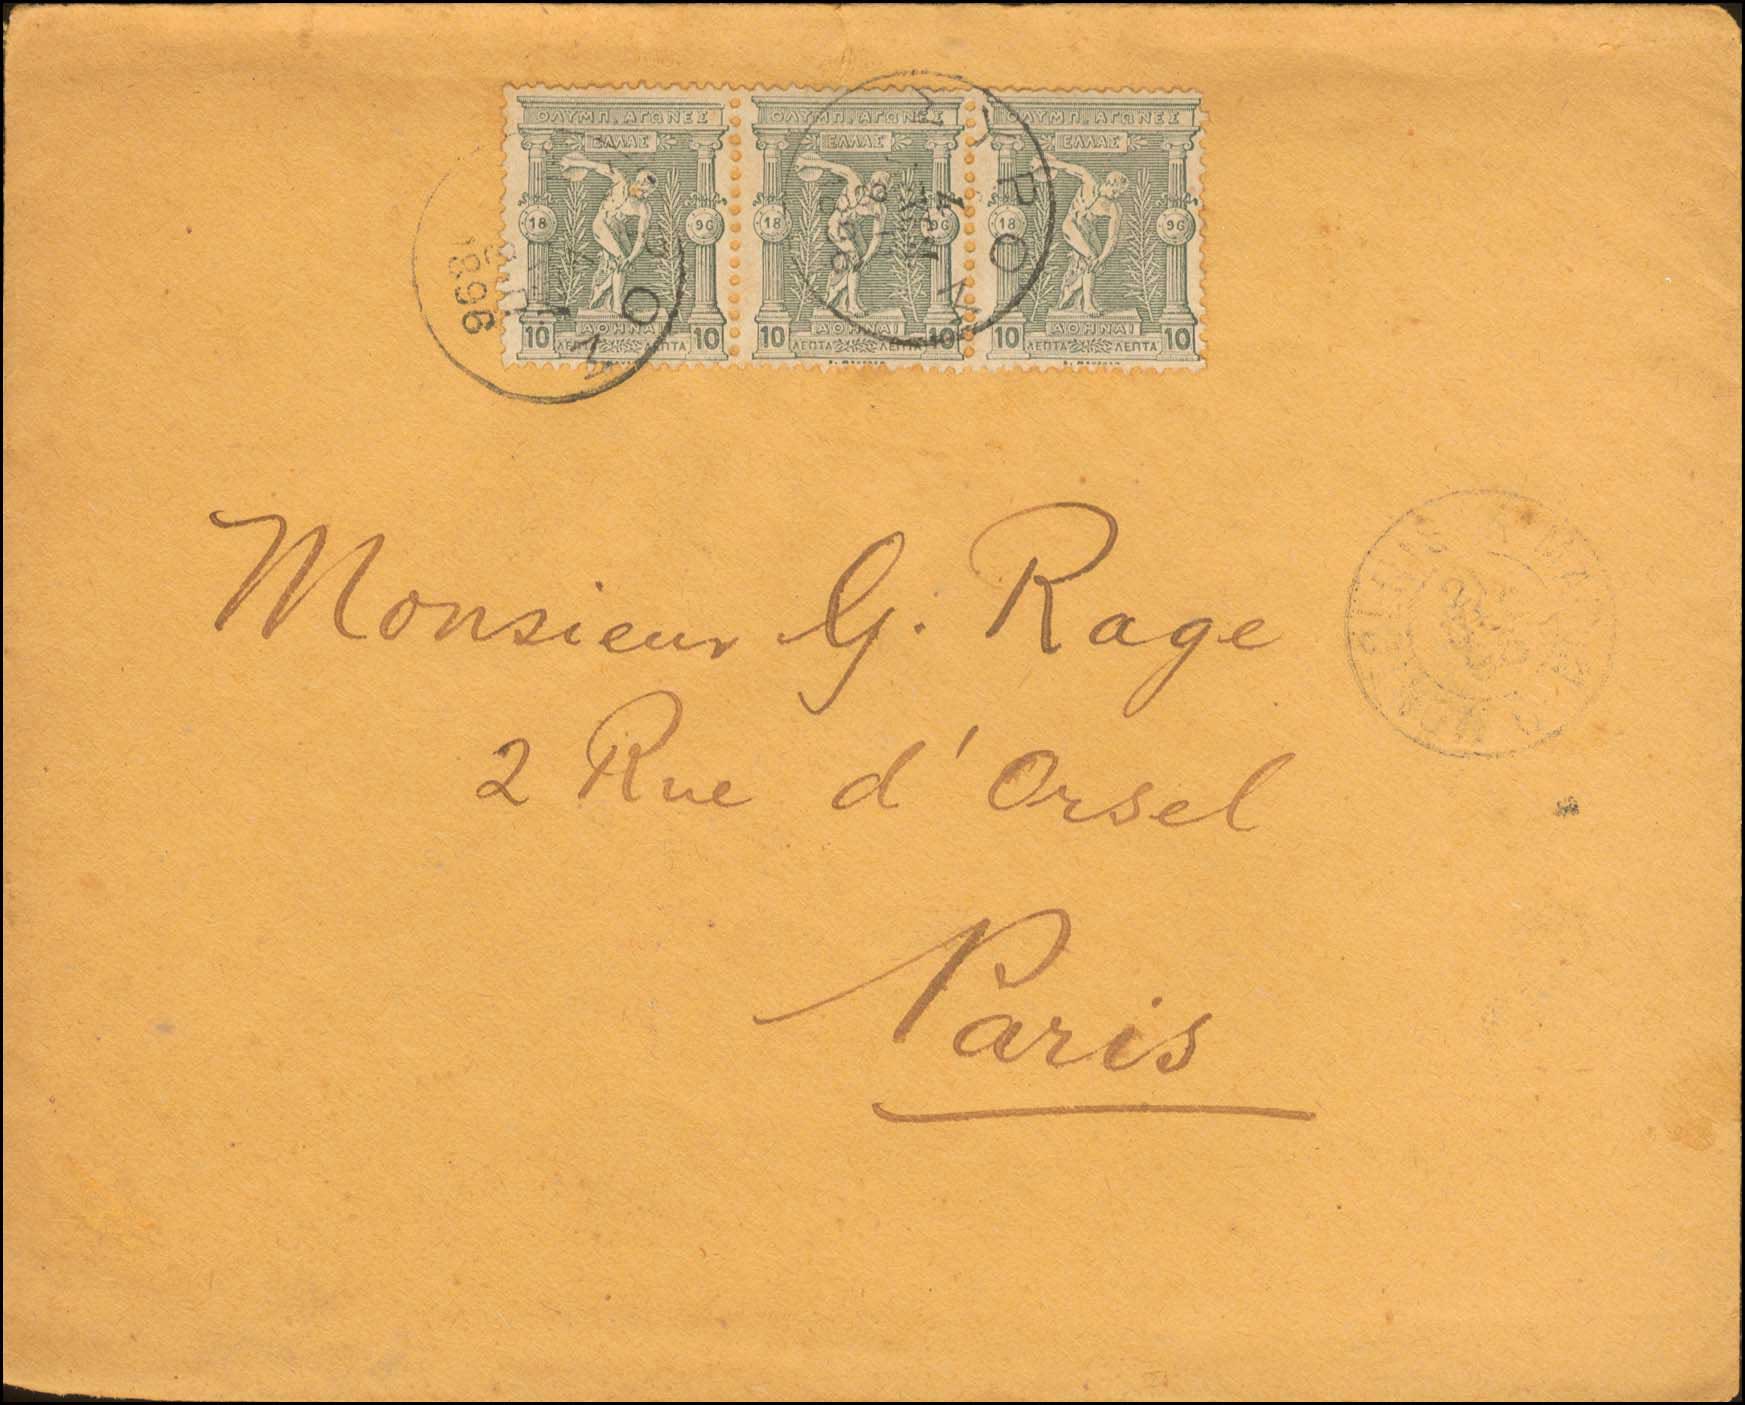 ΟΛΥΜΠ. ΑΓΩΝΕΣ ΟΛΥΜΠ. ΑΓΩΝΕΣ ΟΛΥΜΠ. ΑΓΩΝΕΣ
ΕΛΛΑΣ ΕΛΛΑΣ ΕΛΛΑΣ
18 96 18 96 18 96
ΑΘΗΝΑΙ ΑΘΗΝΑΙ ΑΘΗΝΑΙ
10 ΛΕΠΤΑ ΛΕΠΤΑ 10 10 ΛΕΠΤΑ ΛΕΠΤΑ 10 10 ΛΕΠΤΑ ΛΕΠΤΑ 10
1896
Monsieur G. Rage
2 Rue d'Orsel
Paris